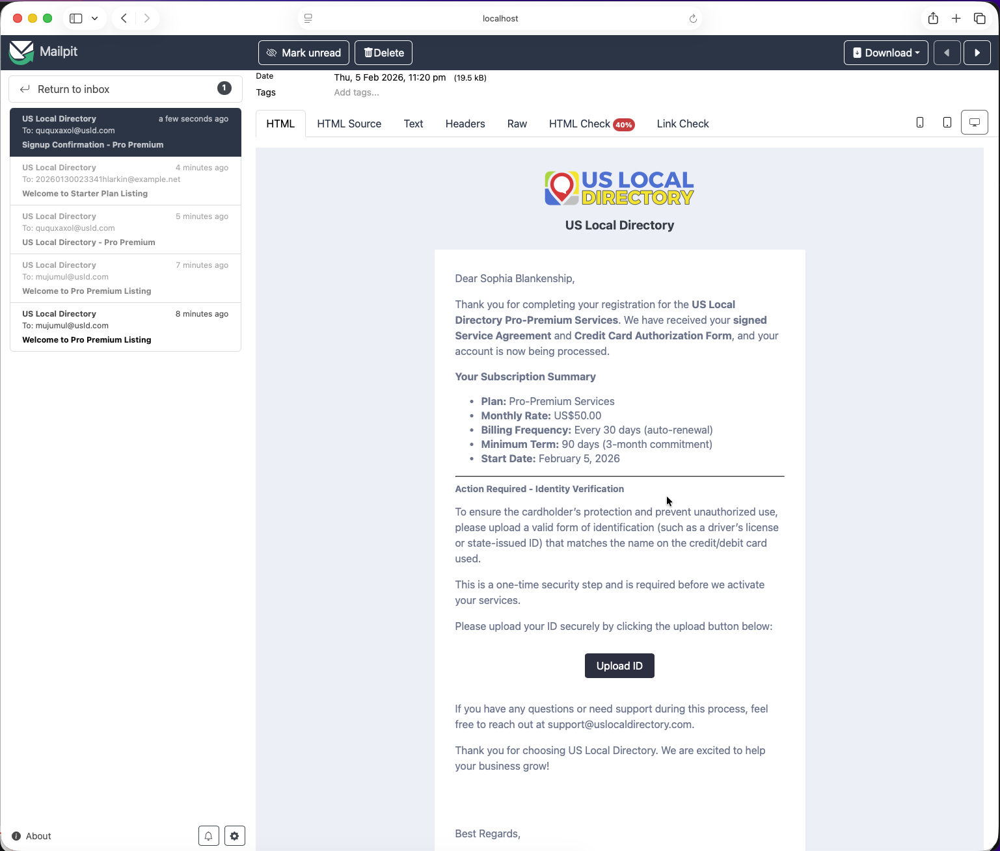 localhost
Mailpit
Mark unread
Delete
Download
Return to inbox
1
US Local Directory a few seconds ago
To: ququxaxol@usld.com
Signup Confirmation - Pro Premium
US Local Directory 4 minutes ago
To: 20260130023341hlarkin@example.net
Welcome to Starter Plan Listing
US Local Directory 5 minutes ago
To: ququxaxol@usld.com
US Local Directory - Pro Premium
US Local Directory 7 minutes ago
To: mujumul@usld.com
Welcome to Pro Premium Listing
US Local Directory 8 minutes ago
To: mujumul@usld.com
Welcome to Pro Premium Listing
About
Date Thu, 5 Feb 2026, 11:20 pm (19.5 kB)
Tags Add tags...
HTML HTML Source Text Headers Raw HTML Check 40% Link Check
US LOCAL
DIRECTORY
US Local Directory
Dear Sophia Blankenship,
Thank you for completing your registration for the US Local
Directory Pro-Premium Services. We have received your signed
Service Agreement and Credit Card Authorization Form, and your
account is now being processed.
Your Subscription Summary
• Plan: Pro-Premium Services
• Monthly Rate: US$50.00
• Billing Frequency: Every 30 days (auto-renewal)
• Minimum Term: 90 days (3-month commitment)
• Start Date: February 5, 2026
Action Required - Identity Verification
To ensure the cardholder’s protection and prevent unauthorized use,
please upload a valid form of identification (such as a driver’s license
or state-issued ID) that matches the name on the credit/debit card
used.
This is a one-time security step and is required before we activate
your services.
Please upload your ID securely by clicking the upload button below:
Upload ID
If you have any questions or need support during this process, feel
free to reach out at support@uslocaldirectory.com.
Thank you for choosing US Local Directory. We are excited to help
your business grow!
Best Regards,